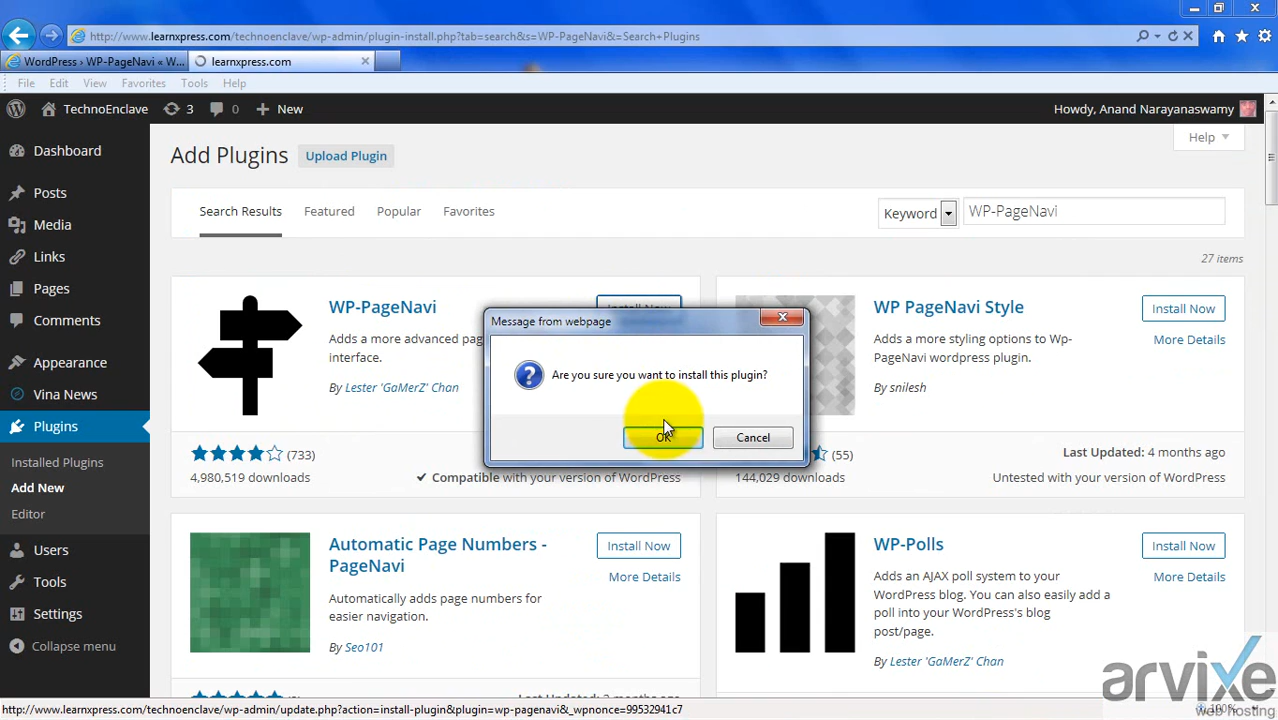 http://www.learnxpress.com/technoenclave/wp-admin/plugin-install.php?tab=search&s=WP-PageNavi&=Search+Plugins
WordPress › WP-PageNavi « W...
learnxpress.com
File Edit View Favorites Tools Help
TechnoEnclave 3 0 New
Howdy, Anand Narayanaswamy
Help
Add Plugins
Upload Plugin
Search Results Featured Popular Favorites
Keyword
WP-PageNavi
27 items
Dashboard
Posts
Media
Links
Pages
Comments
Appearance
Vina News
Plugins
Installed Plugins
Add New
Editor
Users
Tools
Settings
Collapse menu
WP-PageNavi
Install Now
Adds a more advanced
interface.
By Lester 'GaMerZ' Chan
(733)
4,980,519 downloads
Compatible with your version of WordPress
WP PageNavi Style
Install Now
More Details
Adds a more styling options to Wp-
PageNavi wordpress plugin.
By snilesh
(55)
144,029 downloads
Last Updated: 4 months ago
Untested with your version of WordPress
Message from webpage
Are you sure you want to install this plugin?
OK
Cancel
Automatic Page Numbers -
PageNavi
Install Now
More Details
Automatically adds page numbers for
easier navigation.
By Seo101
WP-Polls
Install Now
More Details
Adds an AJAX poll system to your
WordPress blog. You can also easily add a
poll into your WordPress's blog
post/page.
By Lester 'GaMerZ' Chan
arvixe
web hosting
http://www.learnxpress.com/technoenclave/wp-admin/update.php?action=install-plugin&plugin=wp-pagenavi&_wpnonce=99532941c7
100%